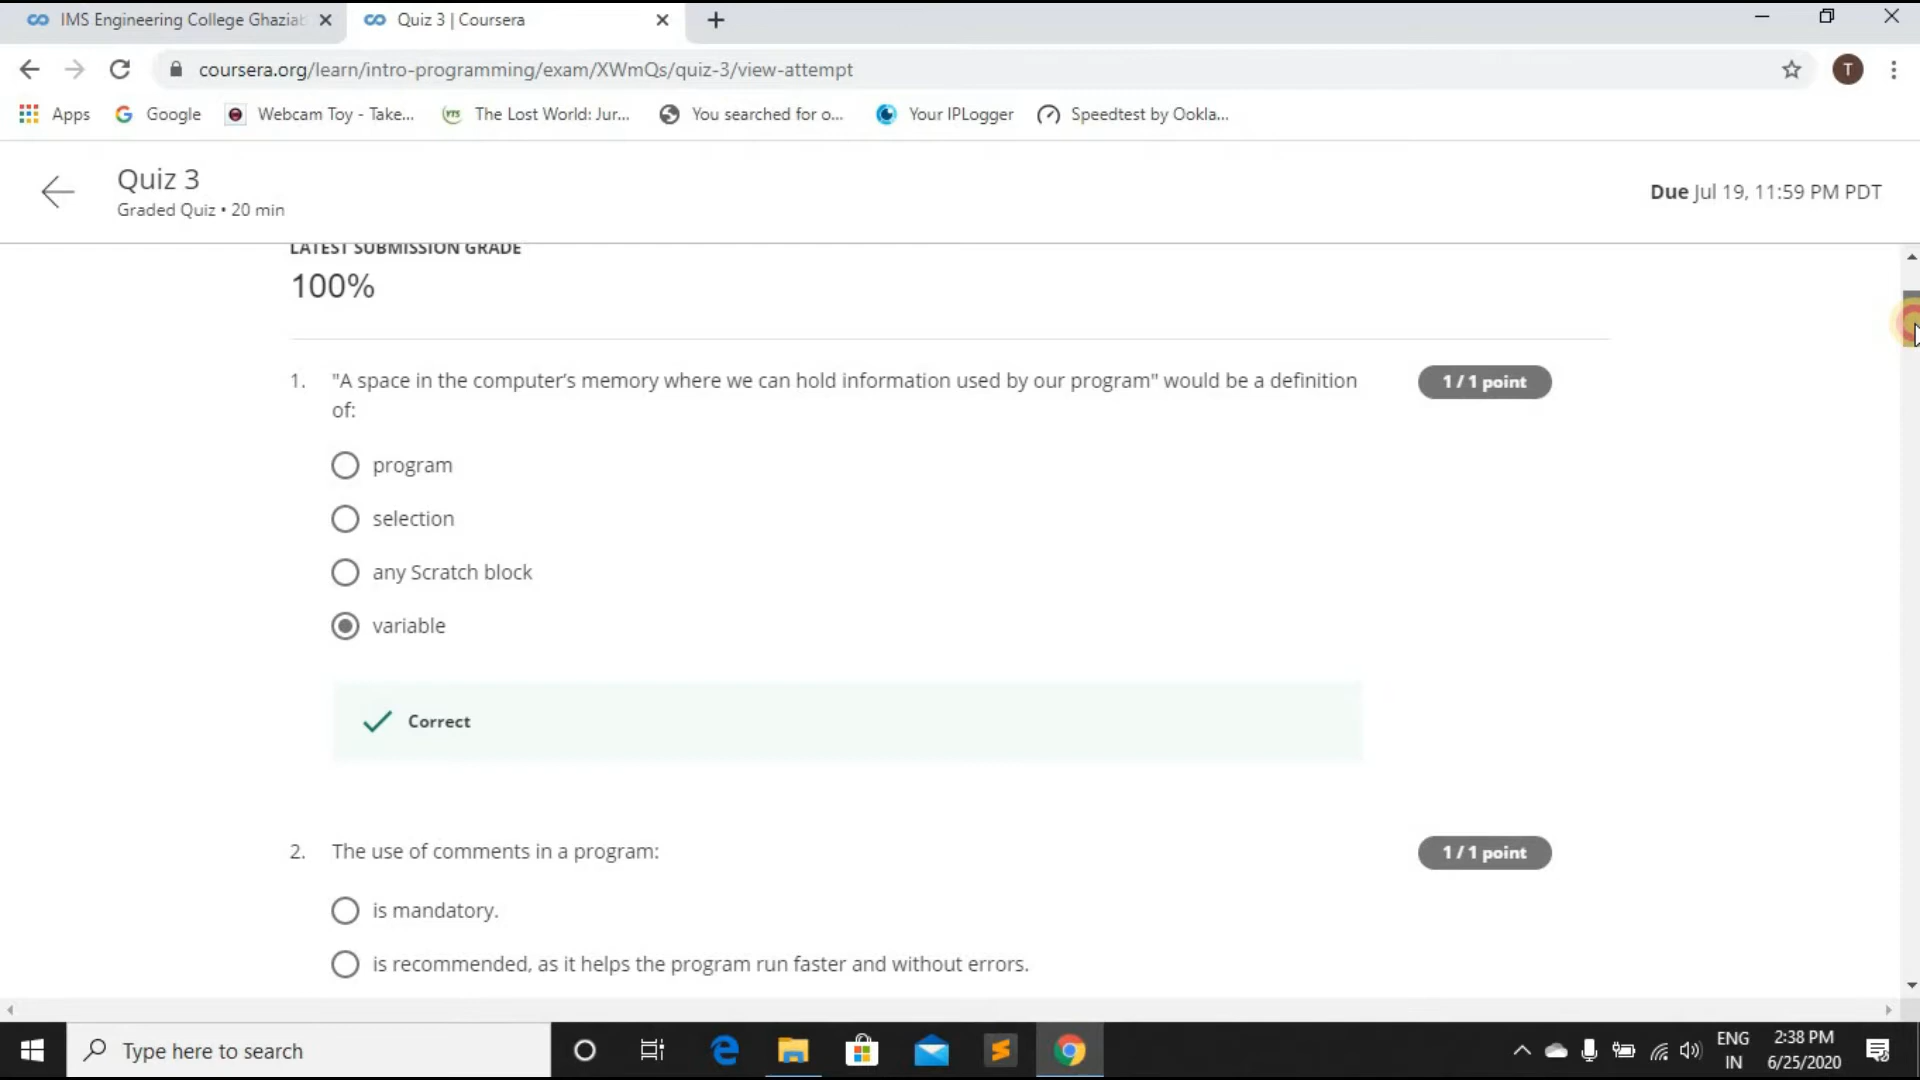 IMS Engineering College Ghaziab
Quiz 3 | Coursera
coursera.org/learn/intro-programming/exam/XWmQs/quiz-3/view-attempt
T
Apps
Google
Webcam Toy - Take...
YTS
The Lost World: Jur...
You searched for o...
Your IPLogger
Speedtest by Ookla...
Quiz 3
Graded Quiz • 20 min
Due Jul 19, 11:59 PM PDT
LATEST SUBMISSION GRADE
100%
1. "A space in the computer's memory where we can hold information used by our program" would be a definition
of:
1 / 1 point
program
selection
any Scratch block
variable
Correct
2. The use of comments in a program:
1 / 1 point
is mandatory.
is recommended, as it helps the program run faster and without errors.
Type here to search
ENG
IN
2:38 PM
6/25/2020